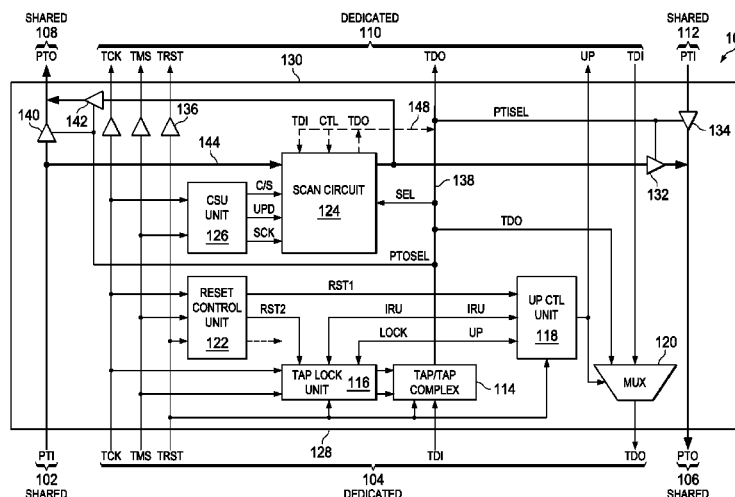 SHARED DEDICATED SHARED
108 110 112
PTO TCK TMS TRST TDO UP TDI PTI
130
140 142 136 148 PTISEL 134
TDI CTL TDO
144 132
C/S
CSU UNIT 126
UPD
SCK
SCAN CIRCUIT 124
SEL
138
TDO
PTOSEL
RESET CONTROL UNIT 122
RST1
RST2
IRU IRU
LOCK UP
UP CTL UNIT 118
120
MUX
TAP LOCK UNIT 116
TAP/TAP COMPLEX
114
128
PTI TCK TMS TRST TDI TDO PTO
102 104 106
SHARED DEDICATED SHARED